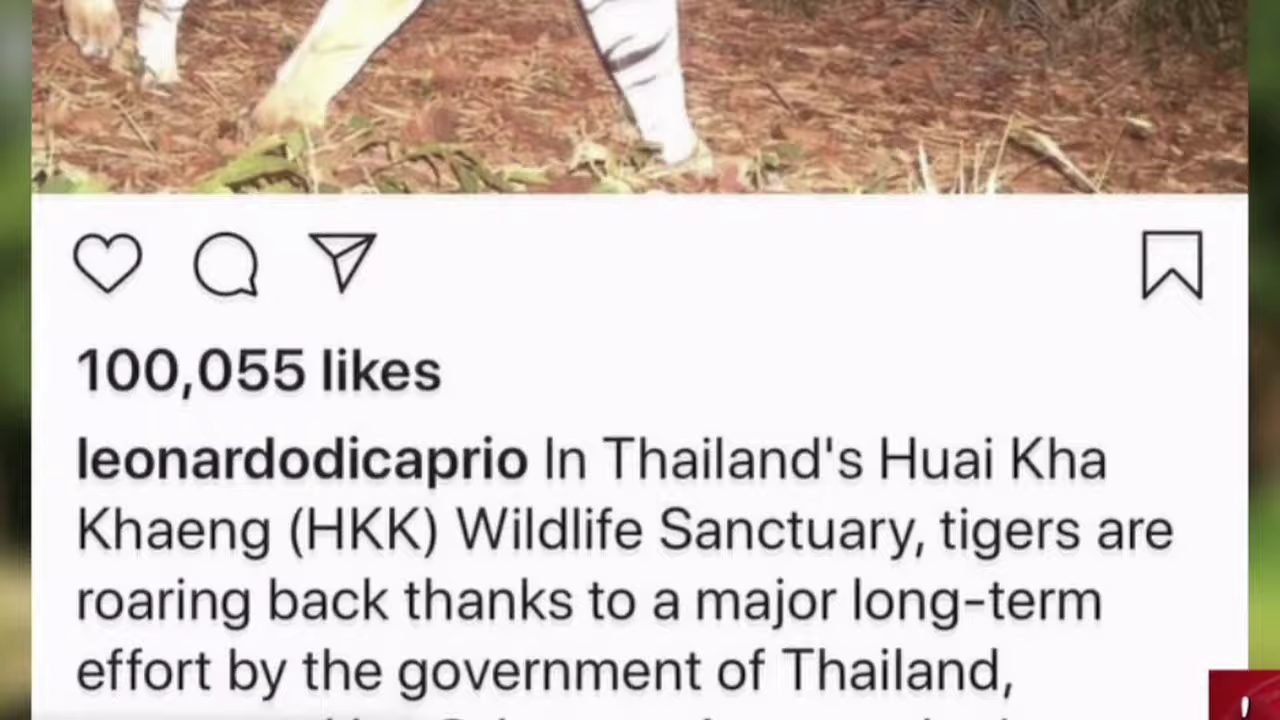 100,055 likes
leonardodicaprio In Thailand's Huai Kha
Khaeng (HKK) Wildlife Sanctuary, tigers are
roaring back thanks to a major long-term
effort by the government of Thailand,